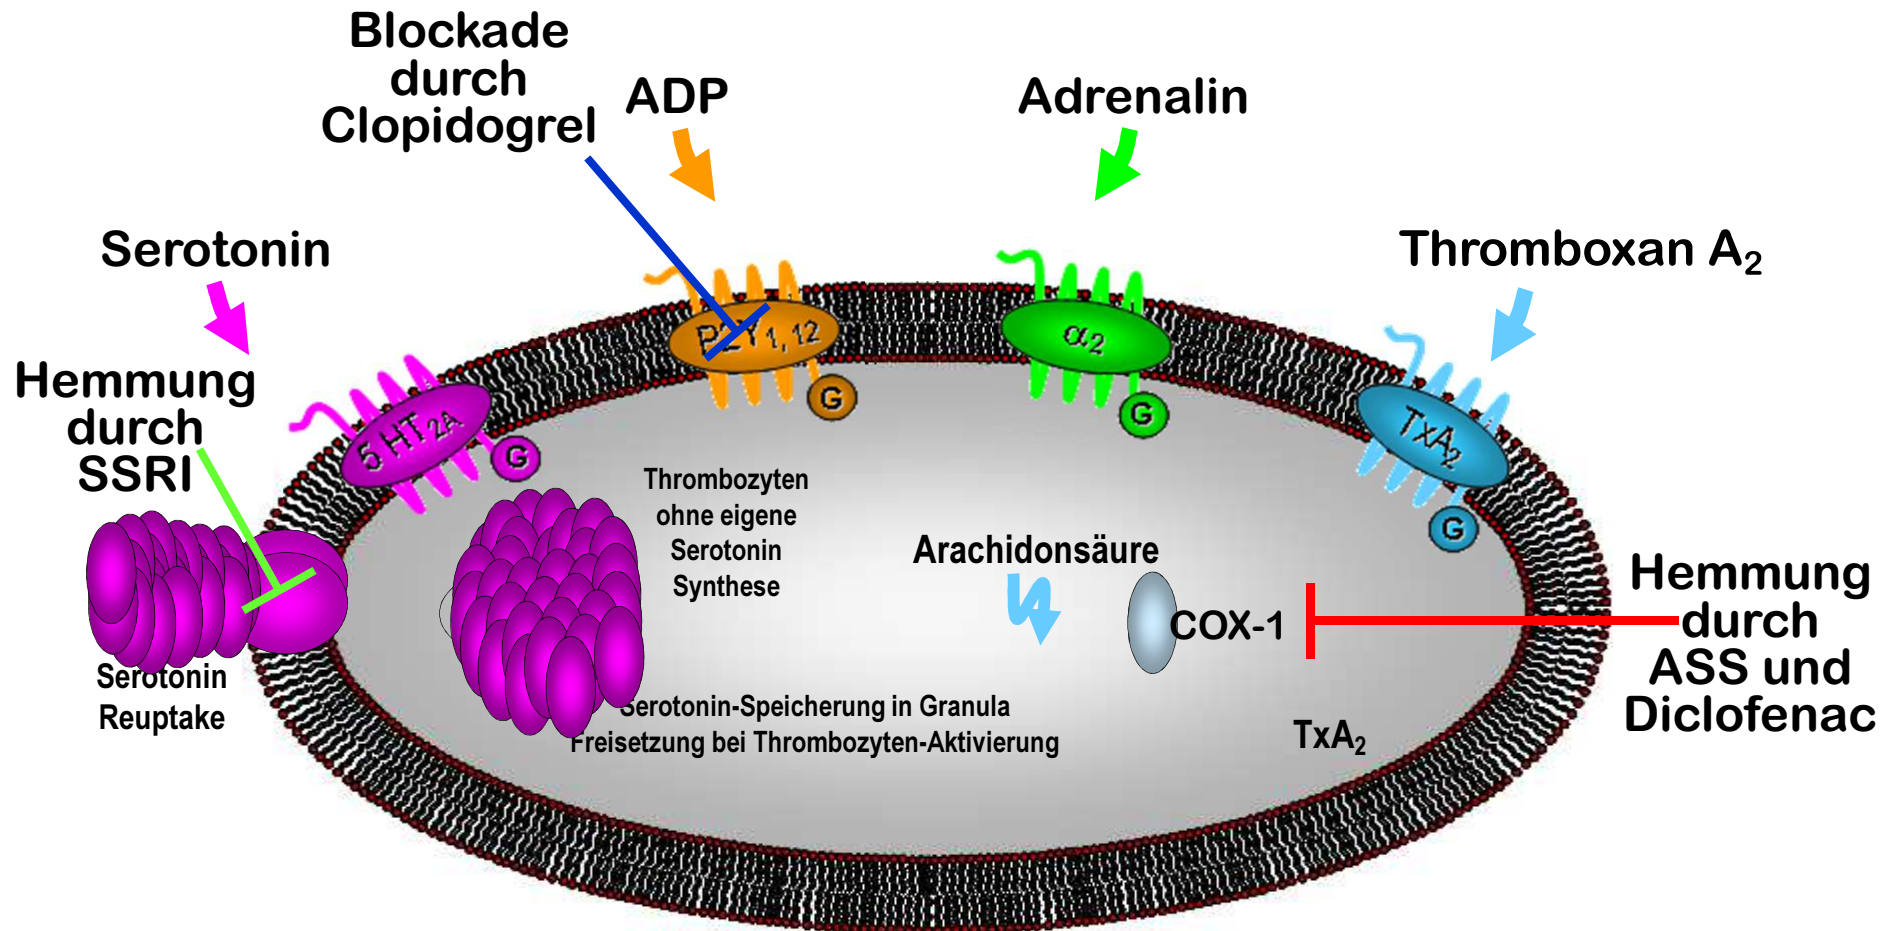 Blockade
durch
Clopidogrel
ADP
Adrenalin
Serotonin
Thromboxan A₂
Hemmung
durch
SSRI
5 HT₂A
G
P2Y₁, ₁₂
G
α₂
G
TxA₂
G
Thrombozyten
ohne eigene
Serotonin
Synthese
Arachidonsäure
COX-1
Hemmung
durch
ASS und
Diclofenac
Serotonin
Reuptake
Serotonin-Speicherung in Granula
Freisetzung bei Thrombozyten-Aktivierung
TxA₂